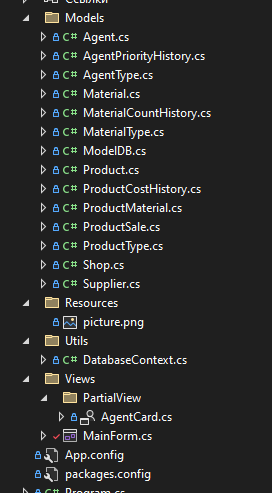 Ссылки
Models
Agent.cs
AgentPriorityHistory.cs
AgentType.cs
Material.cs
MaterialCountHistory.cs
MaterialType.cs
ModelDB.cs
Product.cs
ProductCostHistory.cs
ProductMaterial.cs
ProductSale.cs
ProductType.cs
Shop.cs
Supplier.cs
Resources
picture.png
Utils
DatabaseContext.cs
Views
PartialView
AgentCard.cs
MainForm.cs
App.config
packages.config
Program.cs